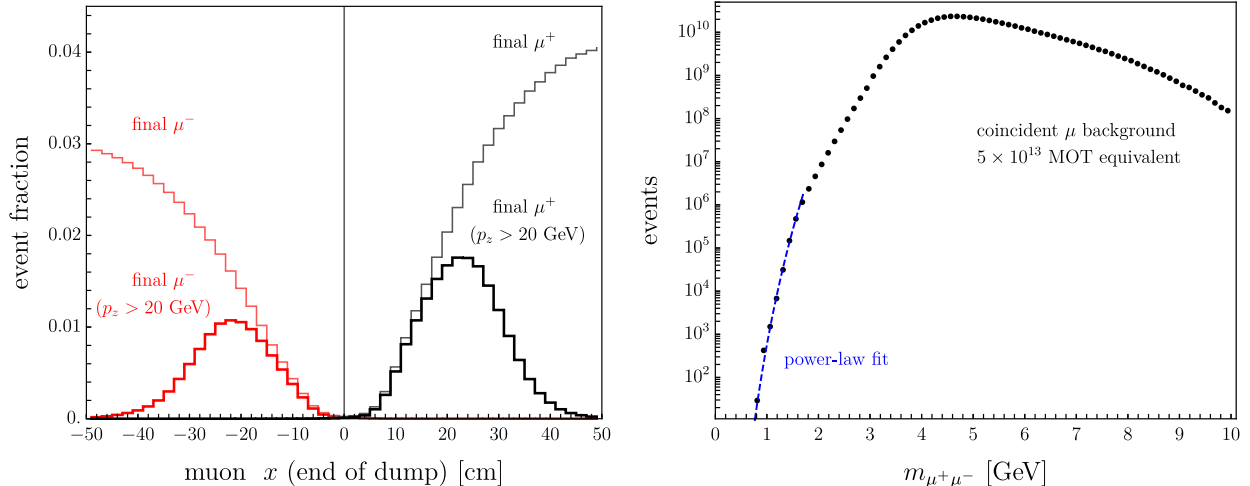 0.04
0.03
0.02
0.01
0.
event fraction
final μ⁺
final μ⁻
final μ⁺
(p_z > 20 GeV)
final μ⁻
(p_z > 20 GeV)
−50 −40 −30 −20 −10 0 10 20 30 40 50
muon x (end of dump) [cm]
10¹⁰
10⁹
10⁸
10⁷
10⁶
10⁵
10⁴
10³
10²
events
coincident μ background
5 × 10¹³ MOT equivalent
power-law fit
0 1 2 3 4 5 6 7 8 9 10
m_μ⁺μ⁻ [GeV]